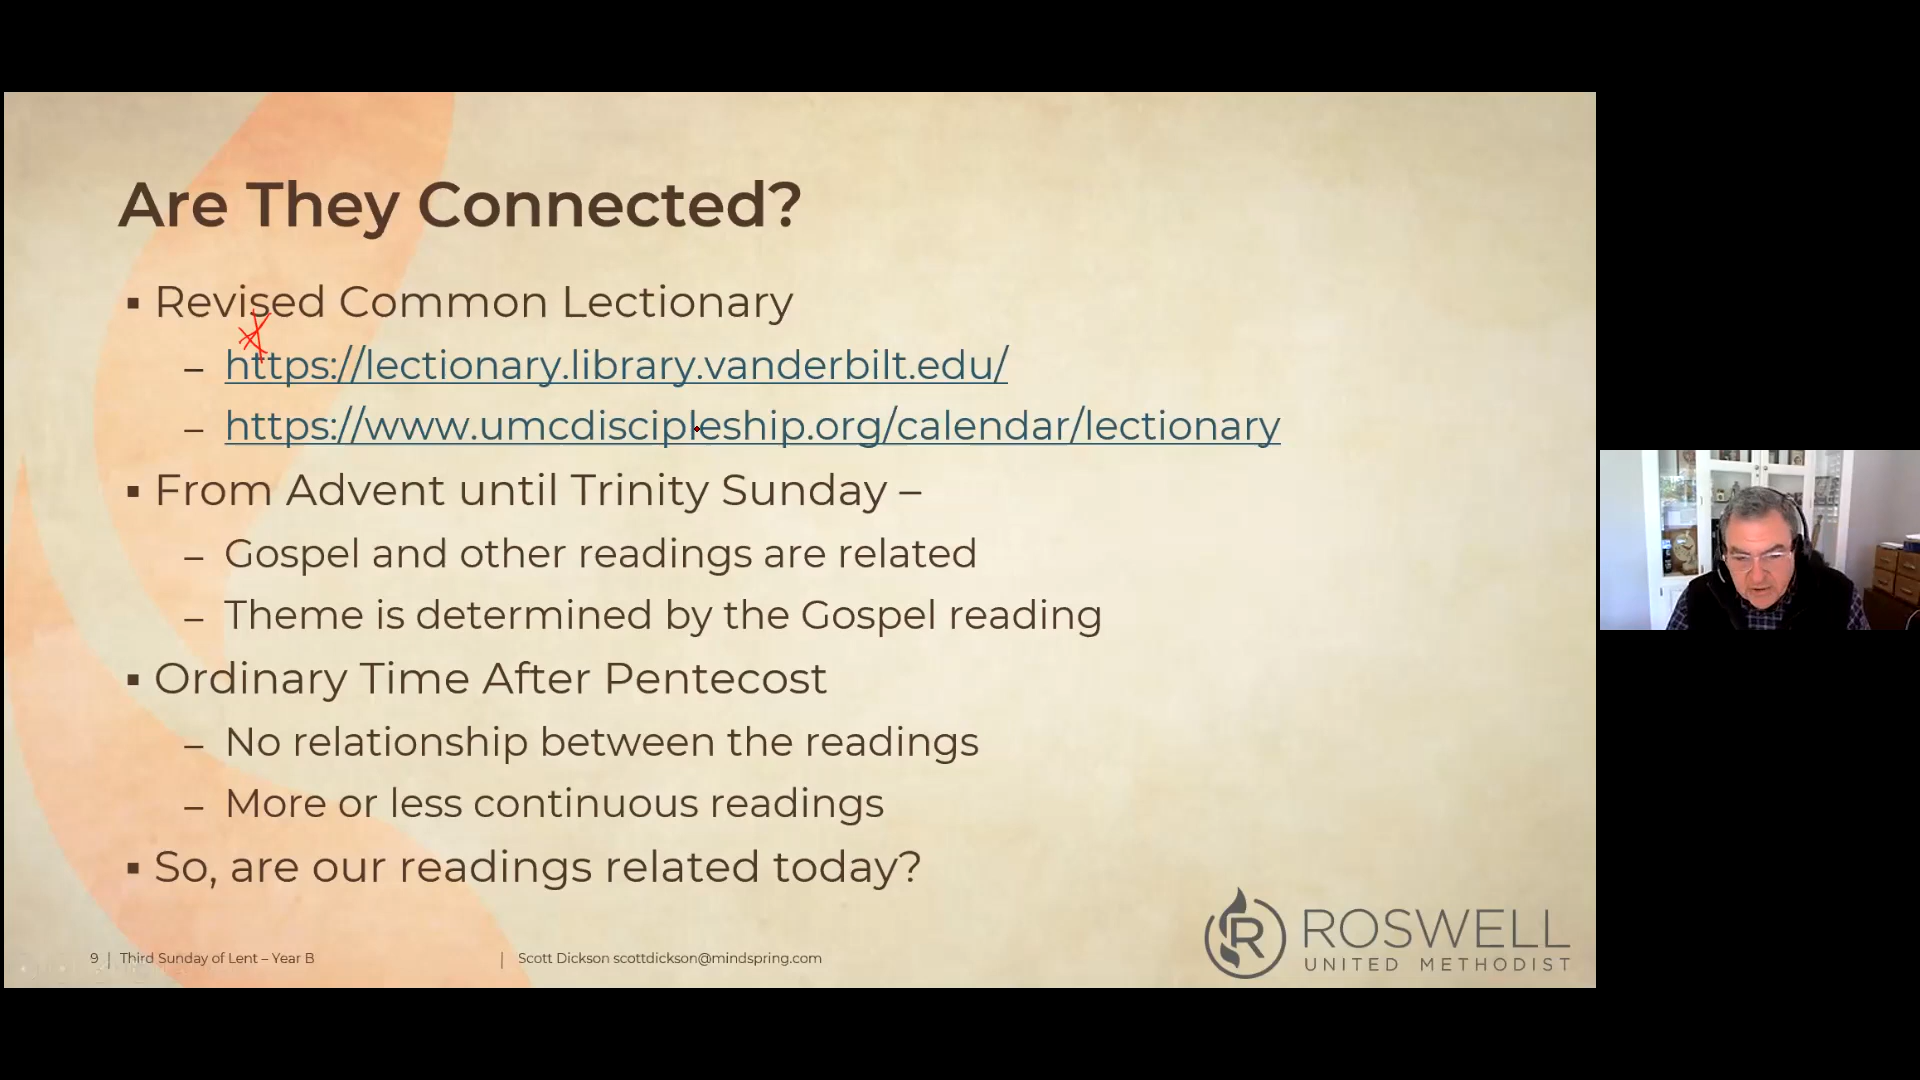 Are They Connected?
▪ Revised Common Lectionary
– https://lectionary.library.vanderbilt.edu/
– https://www.umcdiscipleship.org/calendar/lectionary
▪ From Advent until Trinity Sunday –
– Gospel and other readings are related
– Theme is determined by the Gospel reading
▪ Ordinary Time After Pentecost
– No relationship between the readings
– More or less continuous readings
▪ So, are our readings related today?
9 | Third Sunday of Lent – Year B | Scott Dickson scottdickson@mindspring.com
R ROSWELL
UNITED METHODIST